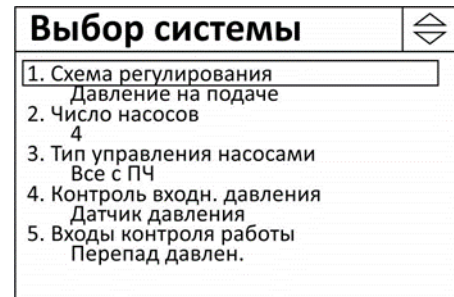 Выбор системы
1. Схема регулирования
Давление на подаче
2. Число насосов
4
3. Тип управления насосами
Все с ПЧ
4. Контроль входн. давления
Датчик давления
5. Входы контроля работы
Перепад давлен.